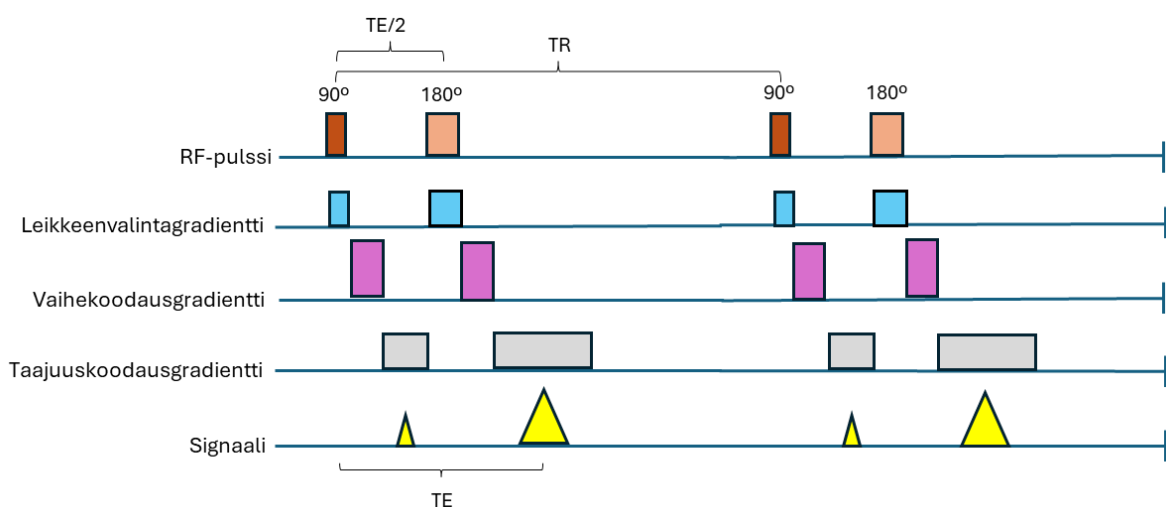 TE/2
TR
90º
180º
90º
180º
RF-pulssi
Leikkeenvalintagradientti
Vaihekoodausgradientti
Taajuuskoodausgradientti
Signaali
TE